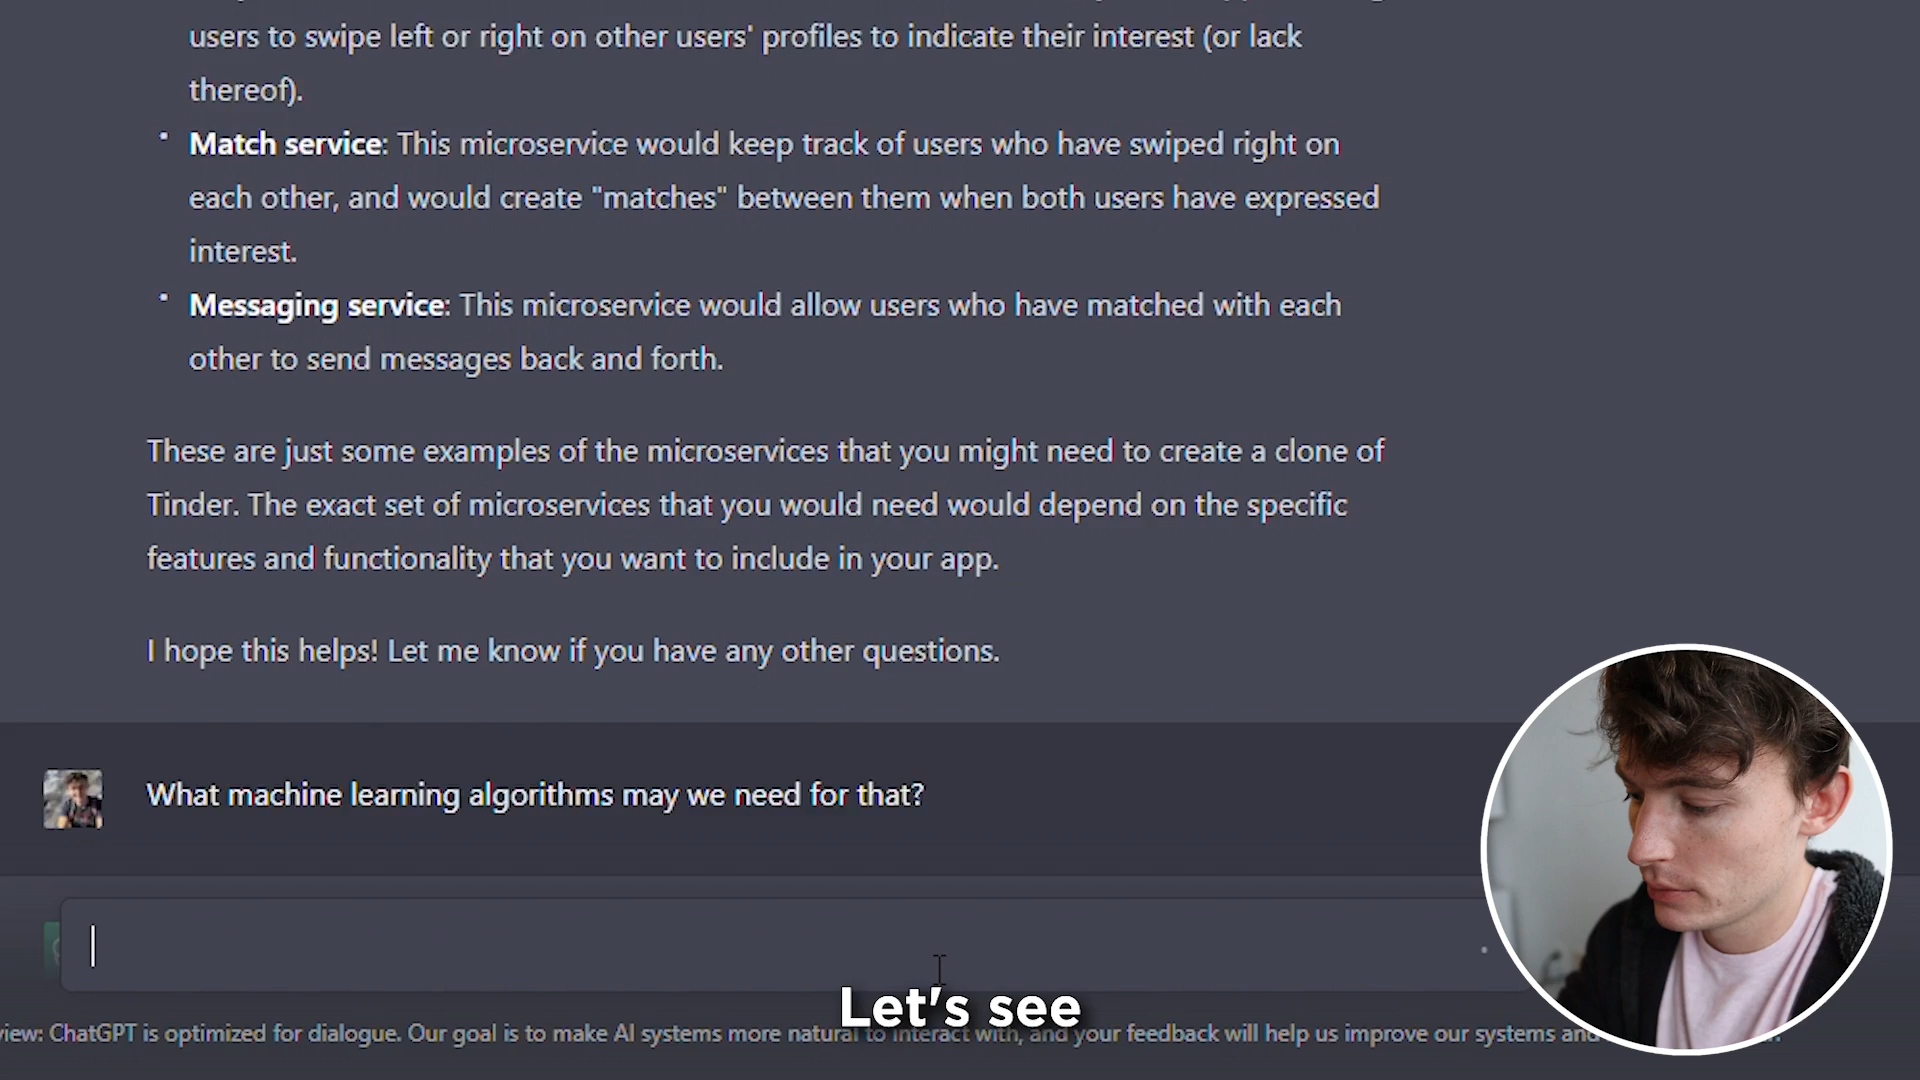 users to swipe left or right on other users' profiles to indicate their interest (or lack
thereof).
• Match service: This microservice would keep track of users who have swiped right on
each other, and would create "matches" between them when both users have expressed
interest.
• Messaging service: This microservice would allow users who have matched with each
other to send messages back and forth.
These are just some examples of the microservices that you might need to create a clone of
Tinder. The exact set of microservices that you would need would depend on the specific
features and functionality that you want to include in your app.
I hope this helps! Let me know if you have any other questions.
What machine learning algorithms may we need for that?
Let's see
view: ChatGPT is optimized for dialogue. Our goal is to make AI systems more natural to interact with, and your feedback will help us improve our systems and